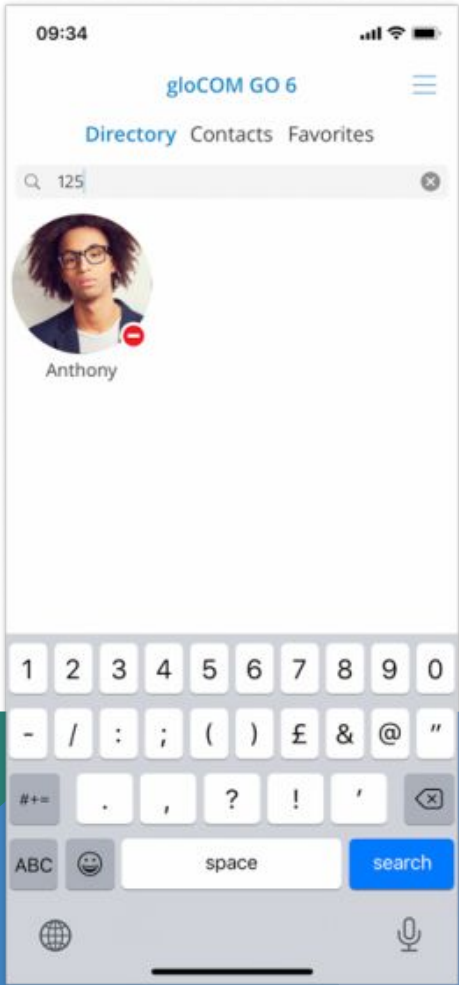 09:34
gloCOM GO 6
Directory Contacts Favorites
125
Anthony
1 2 3 4 5 6 7 8 9 0
- / : ; ( ) £ & @ "
#+= . , ? ! '
ABC space search